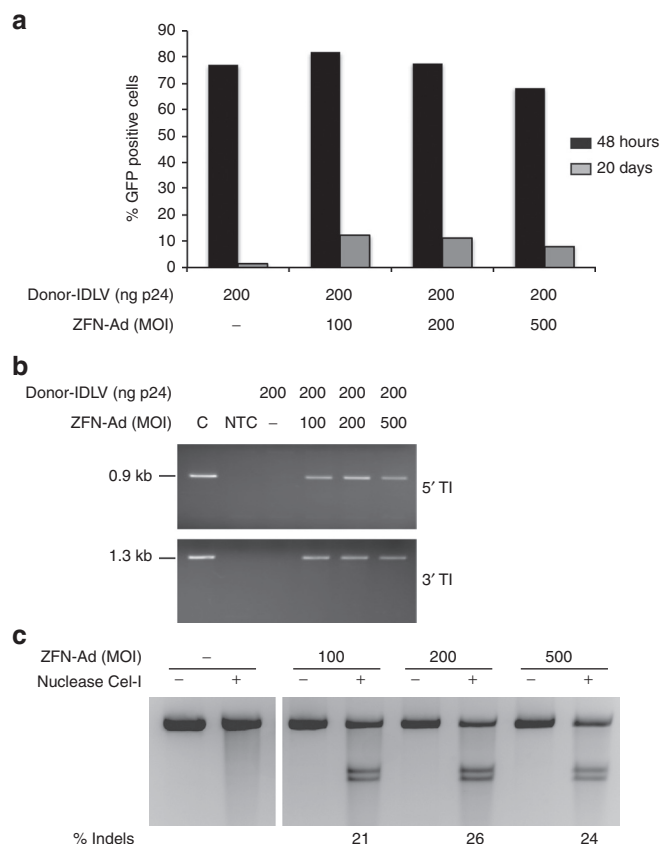 a
% GFP positive cells
90
80
70
60
50
40
30
20
10
0
48 hours
20 days
Donor-IDLV (ng p24) 200 200 200 200
ZFN-Ad (MOI) – 100 200 500
b
Donor-IDLV (ng p24) 200 200 200 200
ZFN-Ad (MOI) C NTC – 100 200 500
0.9 kb
5′ TI
1.3 kb
3′ TI
c
ZFN-Ad (MOI) – 100 200 500
Nuclease Cel-I – + – + – + – +
% Indels 21 26 24